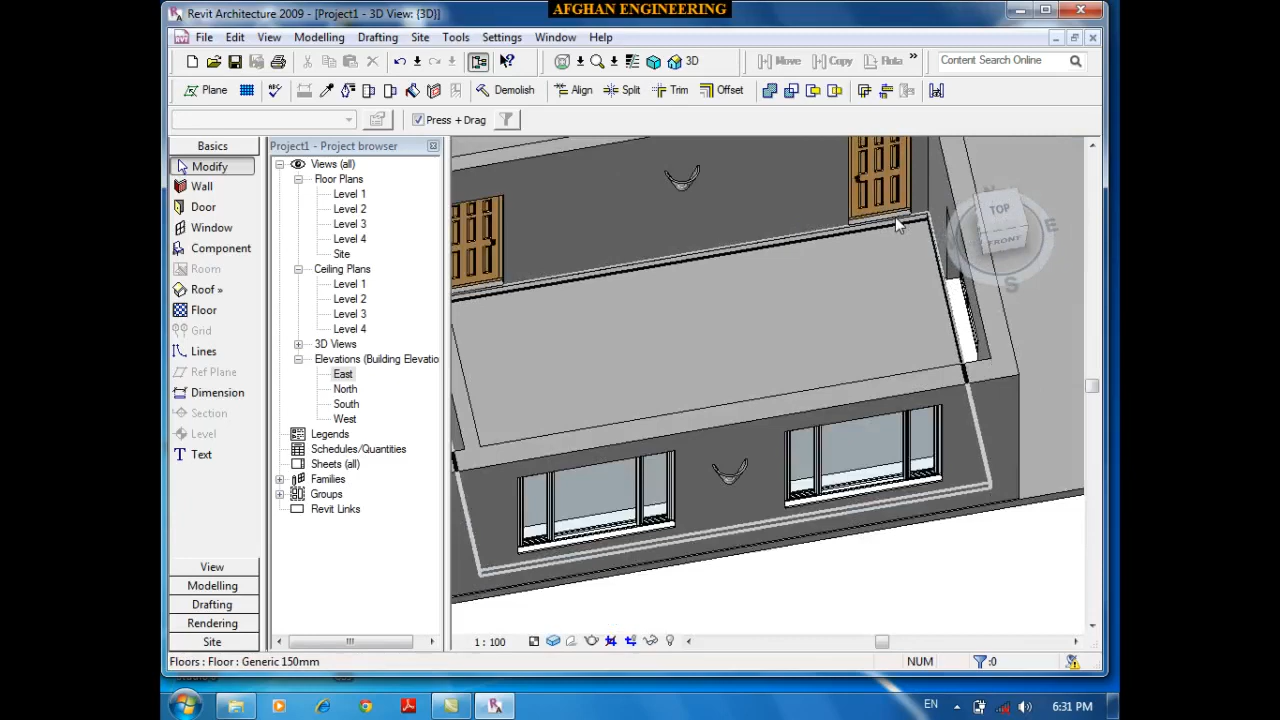 AFGHAN ENGINEERING
Revit Architecture 2009 - [Project1 - 3D View: {3D}]
File Edit View Modelling Drafting Site Tools Settings Window Help
3D Move Copy Rota » Content Search Online
Plane Demolish Align Split Trim Offset
Press + Drag
Basics
Modify
Wall
Door
Window
Component
Room
Roof »
Floor
Grid
Lines
Ref Plane
Dimension
Section
Level
Text
View
Modelling
Drafting
Rendering
Site
Project1 - Project browser
Views (all)
Floor Plans
Level 1
Level 2
Level 3
Level 4
Site
Ceiling Plans
Level 1
Level 2
Level 3
Level 4
3D Views
Elevations (Building Elevatio
East
North
South
West
Legends
Schedules/Quantities
Sheets (all)
Families
Groups
Revit Links
TOP
FRONT
E
S
1 : 100
Floors : Floor : Generic 150mm
NUM
:0
EN
6:31 PM